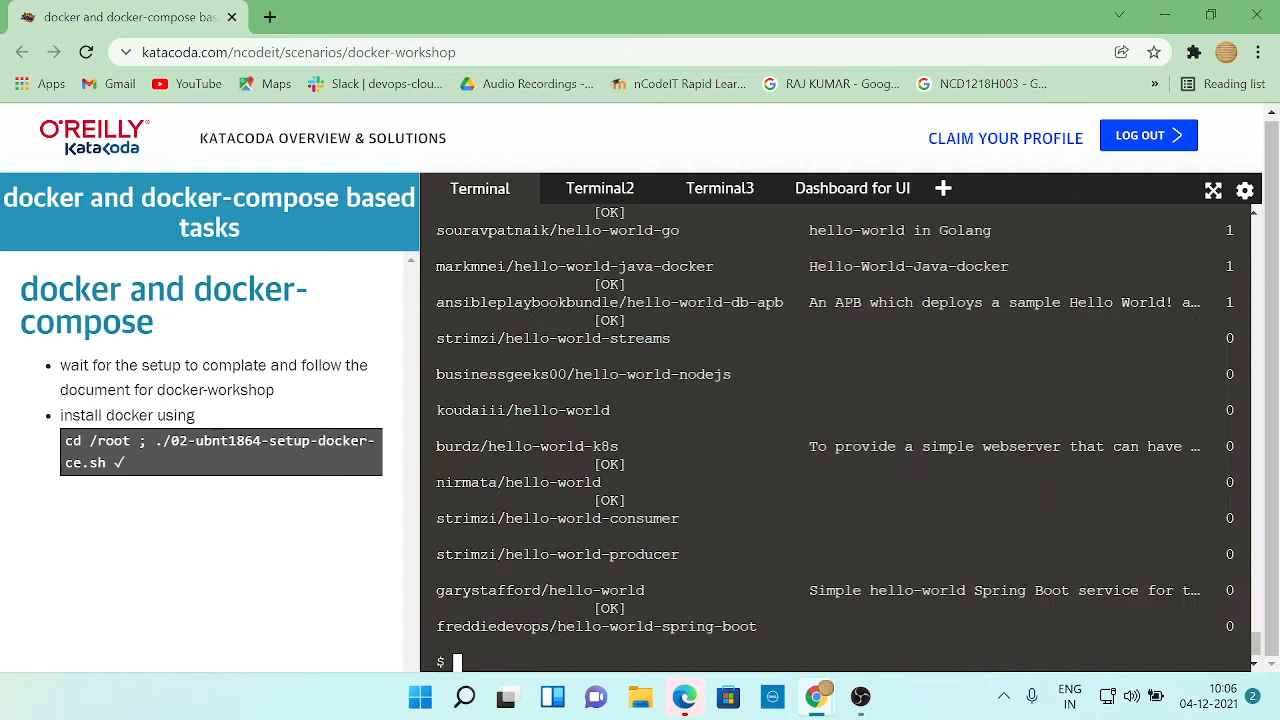 docker and docker-compose bas
katacoda.com/ncodeit/scenarios/docker-workshop
Apps Gmail YouTube Maps Slack | devops-clou... Audio Recordings -... nCodeIT Rapid Lear... RAJ KUMAR - Goog... NCD1218H003 - G... » Reading list
O'REILLY
Katacoda
KATACODA OVERVIEW & SOLUTIONS
CLAIM YOUR PROFILE
LOG OUT
docker and docker-compose based
tasks
docker and docker-
compose
• wait for the setup to complate and follow the
document for docker-workshop
• install docker using
cd /root ; ./02-ubnt1864-setup-docker-
ce.sh ✓
Terminal Terminal2 Terminal3 Dashboard for UI
[OK]
souravpatnaik/hello-world-go hello-world in Golang 1
markmnei/hello-world-java-docker Hello-World-Java-docker 1
[OK]
ansibleplaybookbundle/hello-world-db-apb An APB which deploys a sample Hello World! a… 1
[OK]
strimzi/hello-world-streams 0
businessgeeks00/hello-world-nodejs 0
koudaiii/hello-world 0
burdz/hello-world-k8s To provide a simple webserver that can have … 0
[OK]
nirmata/hello-world 0
[OK]
strimzi/hello-world-consumer 0
strimzi/hello-world-producer 0
garystafford/hello-world Simple hello-world Spring Boot service for t… 0
[OK]
freddiedevops/hello-world-spring-boot 0
$
DELL
ENG
IN
10:06
04-12-2021
2